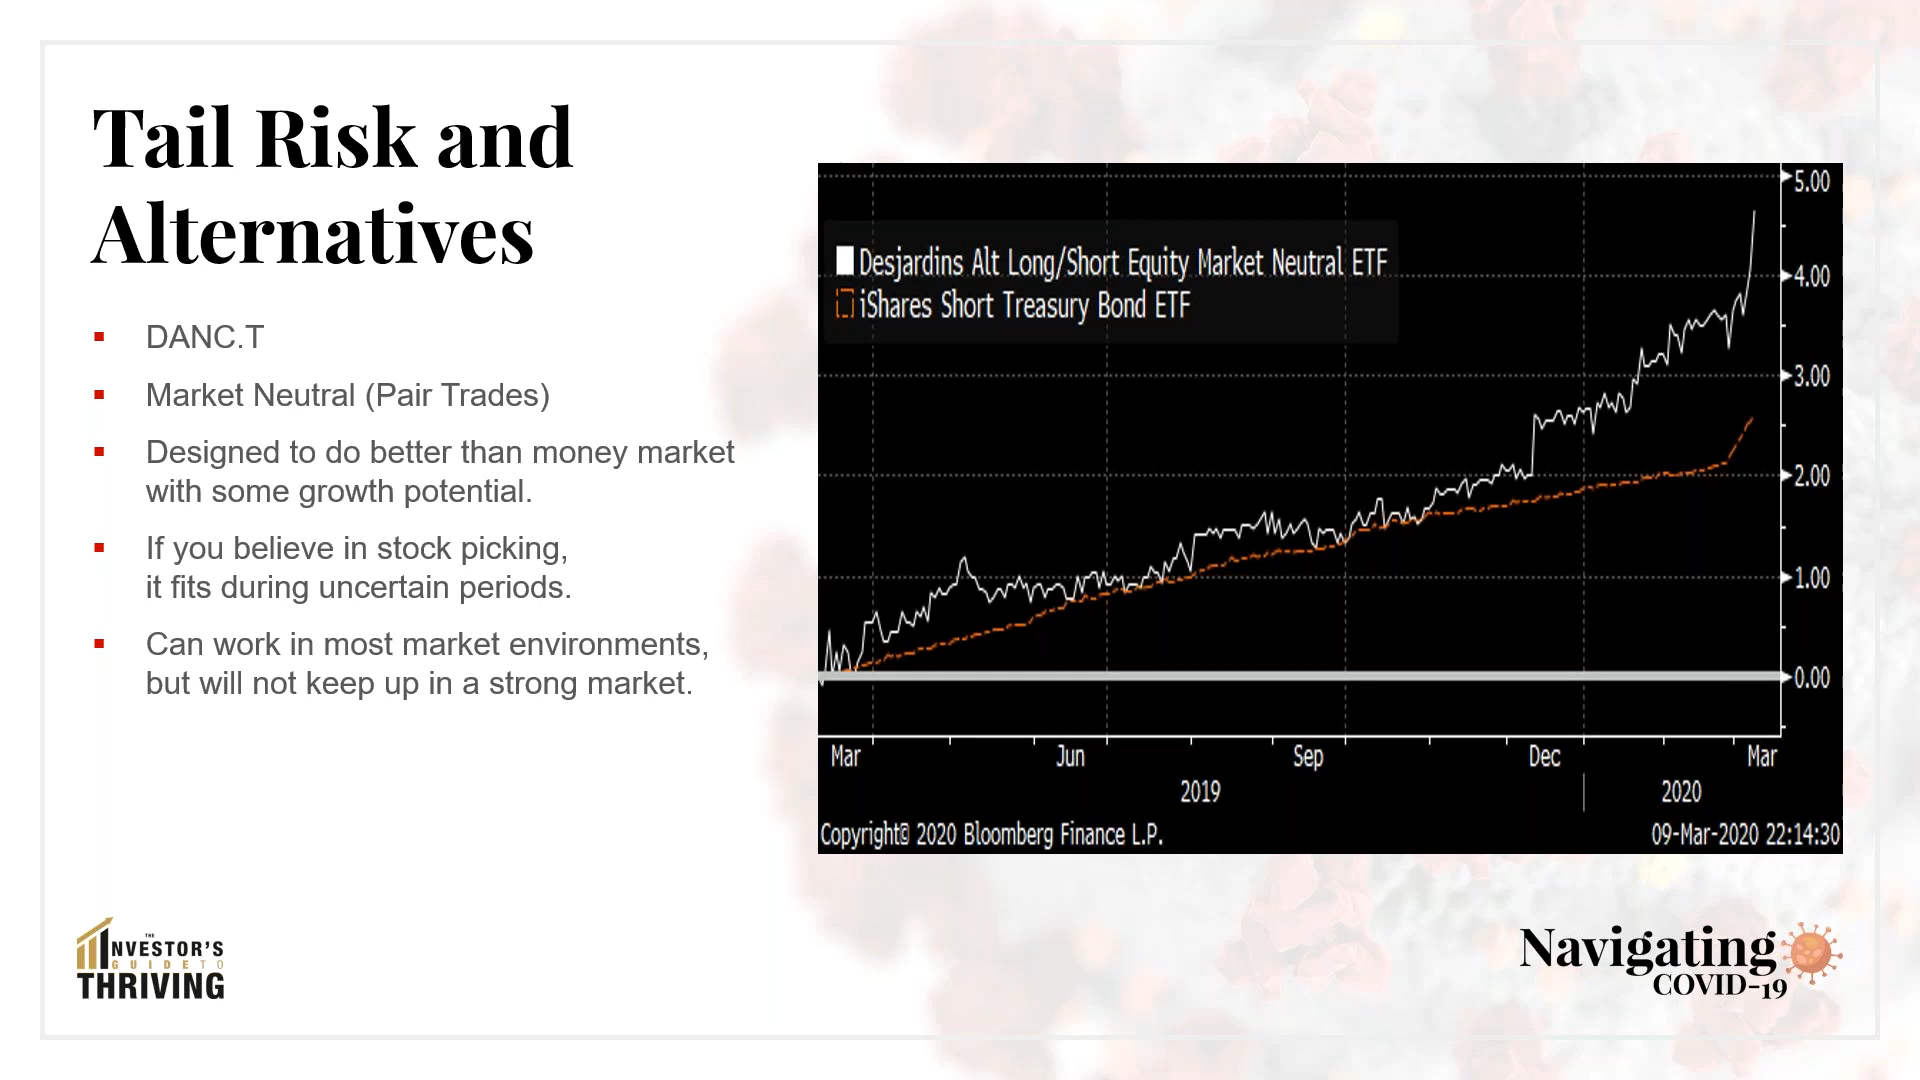 Tail Risk and
Alternatives
▪ DANC.T
▪ Market Neutral (Pair Trades)
▪ Designed to do better than money market
with some growth potential.
▪ If you believe in stock picking,
it fits during uncertain periods.
▪ Can work in most market environments,
but will not keep up in a strong market.
Desjardins Alt Long/Short Equity Market Neutral ETF
iShares Short Treasury Bond ETF
5.00
4.00
3.00
2.00
1.00
0.00
Mar Jun Sep Dec Mar
2019 2020
Copyright© 2020 Bloomberg Finance L.P. 09-Mar-2020 22:14:30
THE
INVESTOR'S
GUIDE TO
THRIVING
Navigating
COVID-19